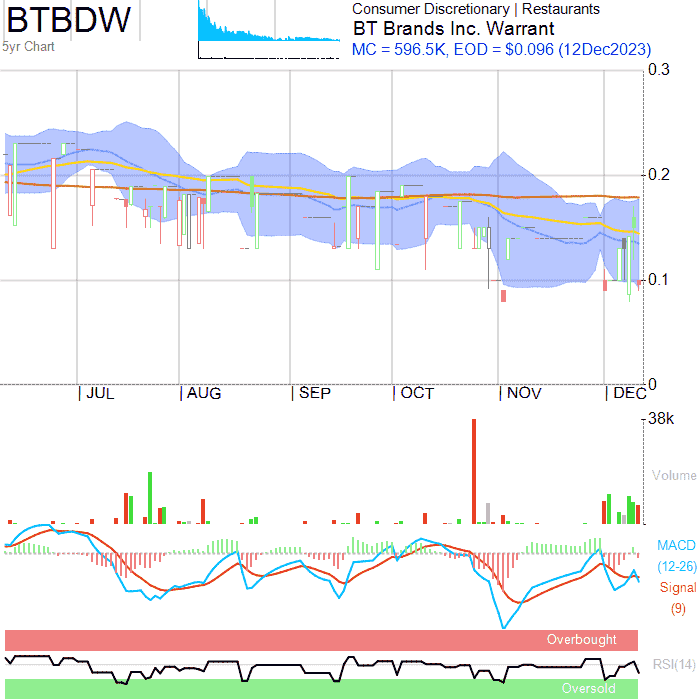 BTBDW
5yr Chart
Consumer Discretionary | Restaurants
BT Brands Inc. Warrant
MC = 596.5K, EOD = $0.096 (12Dec2023)
0.3
0.2
0.1
0
JUL
AUG
SEP
OCT
NOV
DEC
38k
Volume
MACD
(12-26)
Signal
(9)
Overbought
RSI(14)
Oversold